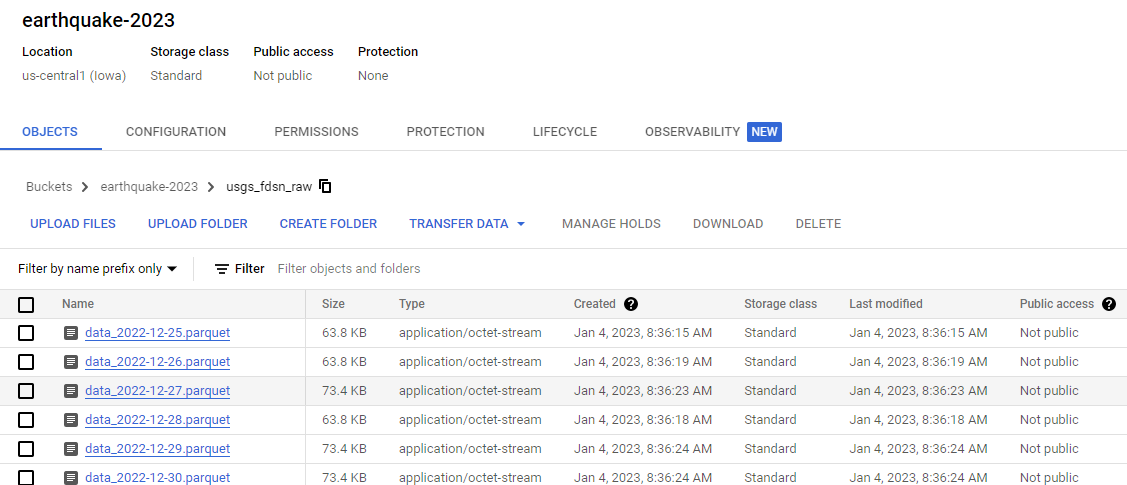 earthquake-2023
Location Storage class Public access Protection
us-central1 (Iowa) Standard Not public None
OBJECTS CONFIGURATION PERMISSIONS PROTECTION LIFECYCLE OBSERVABILITY NEW
Buckets earthquake-2023 usgs_fdsn_raw
UPLOAD FILES UPLOAD FOLDER CREATE FOLDER TRANSFER DATA MANAGE HOLDS DOWNLOAD DELETE
Filter by name prefix only Filter Filter objects and folders
Name Size Type Created ? Storage class Last modified Public access ?
data_2022-12-25.parquet 63.8 KB application/octet-stream Jan 4, 2023, 8:36:15 AM Standard Jan 4, 2023, 8:36:15 AM Not public
data_2022-12-26.parquet 63.8 KB application/octet-stream Jan 4, 2023, 8:36:19 AM Standard Jan 4, 2023, 8:36:19 AM Not public
data_2022-12-27.parquet 73.4 KB application/octet-stream Jan 4, 2023, 8:36:23 AM Standard Jan 4, 2023, 8:36:23 AM Not public
data_2022-12-28.parquet 63.8 KB application/octet-stream Jan 4, 2023, 8:36:18 AM Standard Jan 4, 2023, 8:36:18 AM Not public
data_2022-12-29.parquet 73.4 KB application/octet-stream Jan 4, 2023, 8:36:24 AM Standard Jan 4, 2023, 8:36:24 AM Not public
data_2022-12-30.parquet 73.4 KB application/octet-stream Jan 4, 2023, 8:36:24 AM Standard Jan 4, 2023, 8:36:24 AM Not public